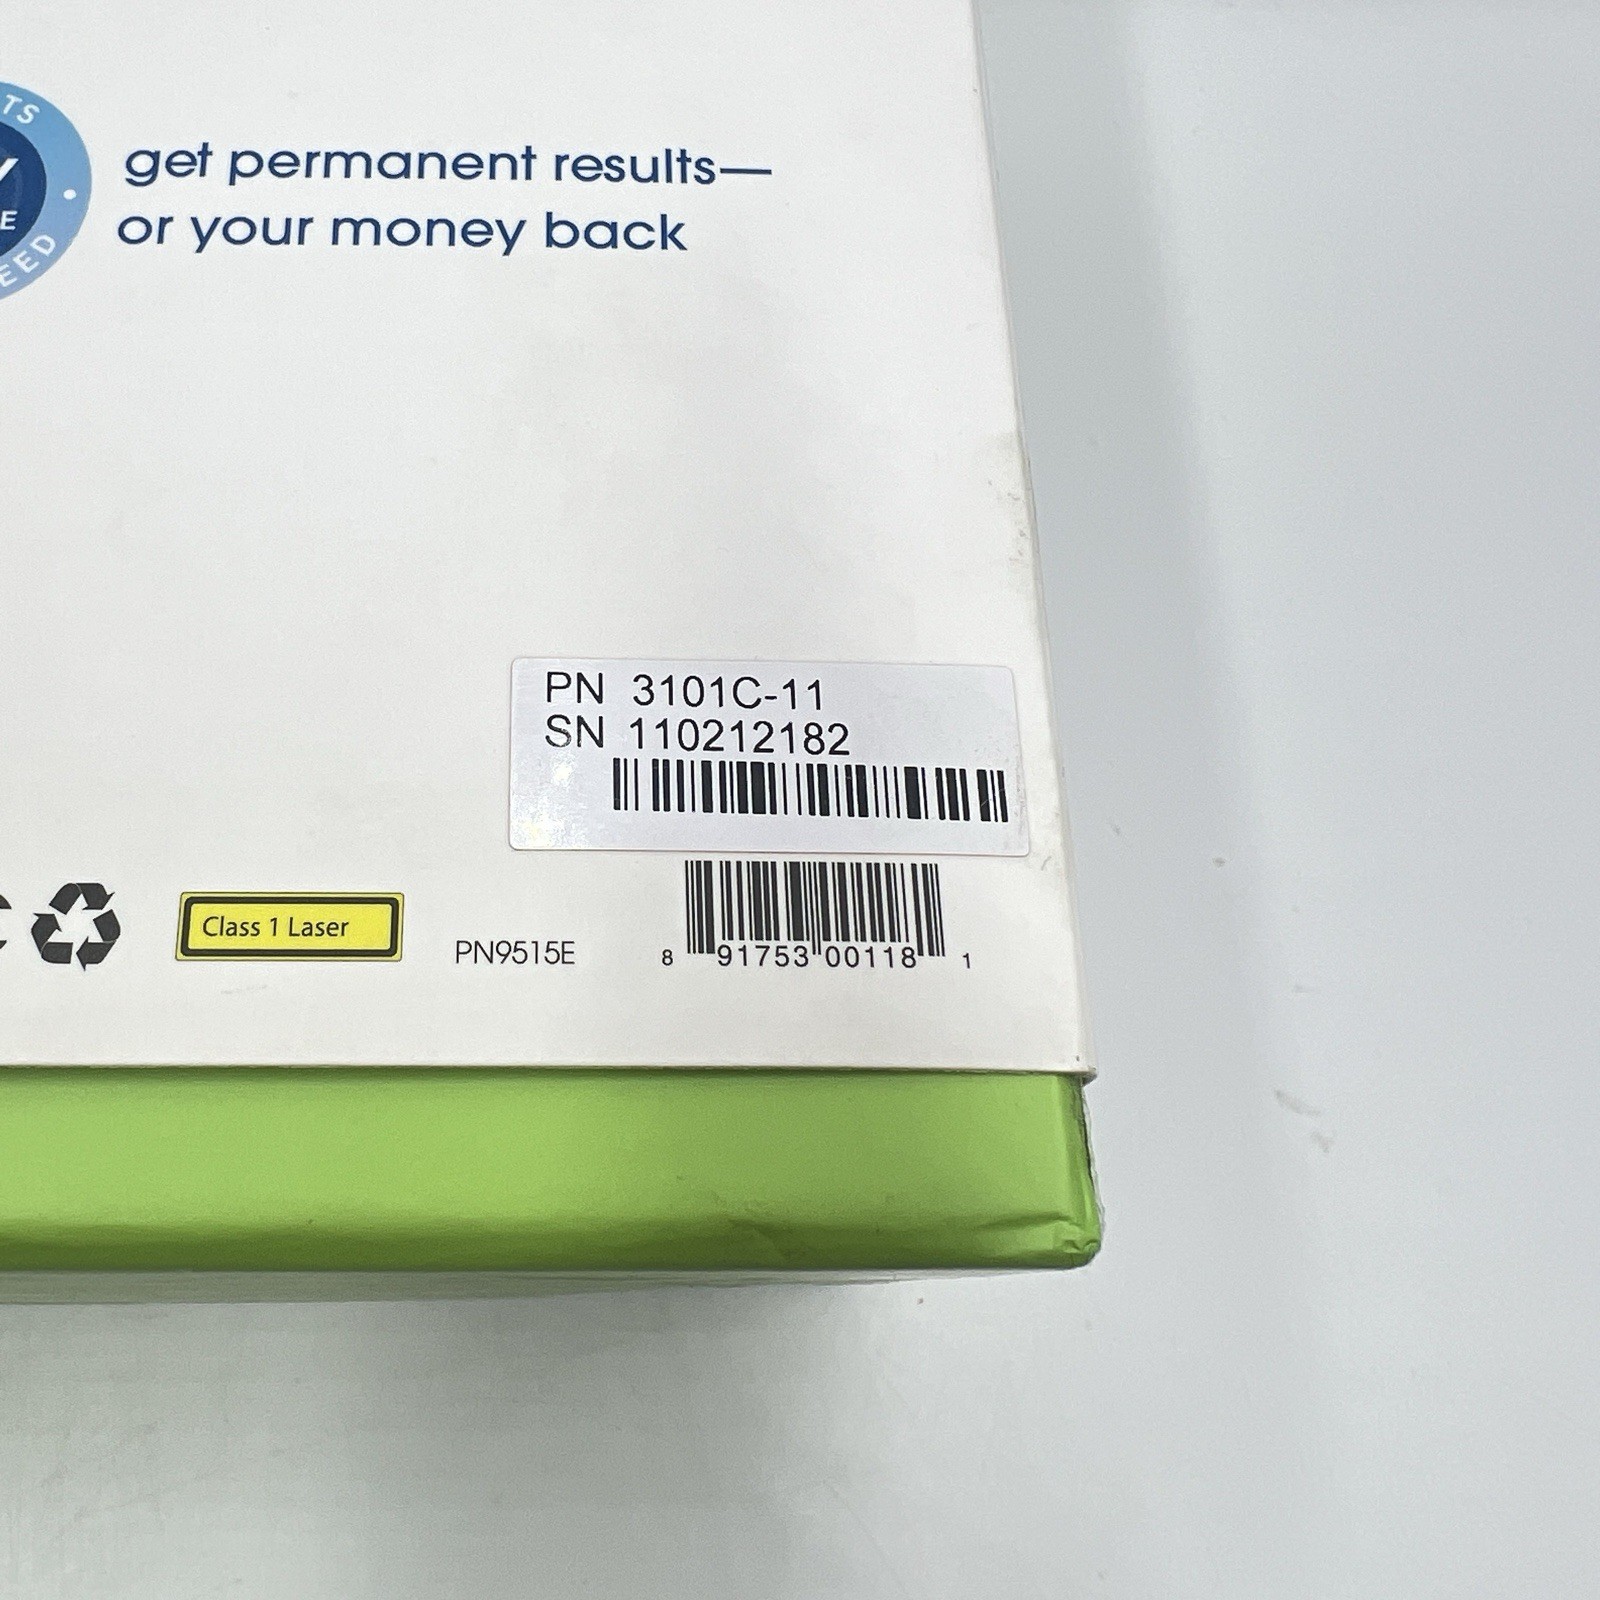 get permanent results—
or your money back
PN 3101C-11
SN 110212182
Class 1 Laser
PN9515E
8 91753 00118 1